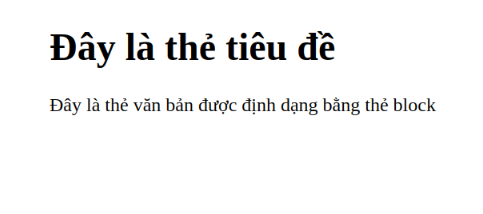 Đây là thẻ tiêu đề
Đây là thẻ văn bản được định dạng bằng thẻ block